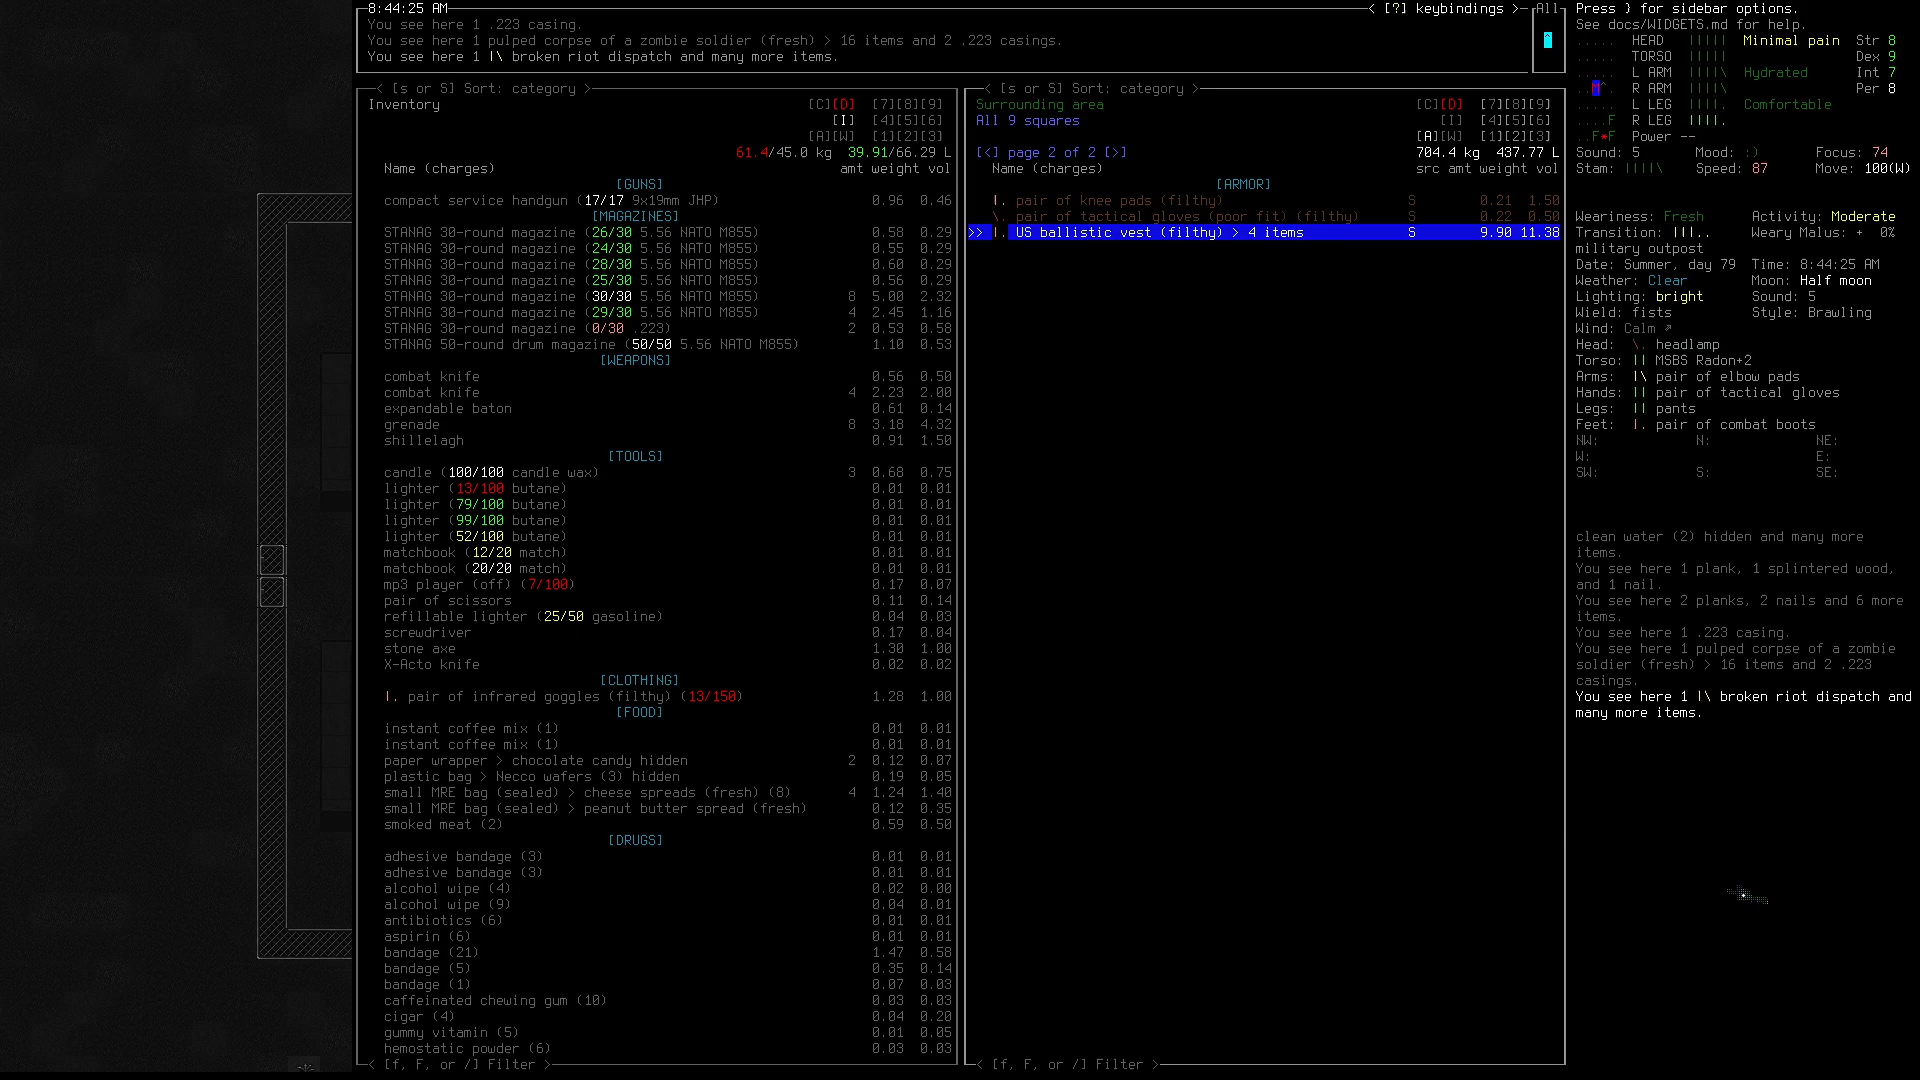 8:44:25 AM
< [?] keybindings >
All
You see here 1 .223 casing.
You see here 1 pulped corpse of a zombie soldier (fresh) > 16 items and 2 .223 casings.
You see here 1 |\ broken riot dispatch and many more items.
< [s or S] Sort: category >
Inventory [C][D] [7][8][9]
[I] [4][5][6]
[A][W] [1][2][3]
61.4/45.0 kg 39.91/66.29 L
Name (charges) amt weight vol
[GUNS]
compact service handgun (17/17 9x19mm JHP) 0.96 0.46
[MAGAZINES]
STANAG 30-round magazine (26/30 5.56 NATO M855) 0.58 0.29
STANAG 30-round magazine (24/30 5.56 NATO M855) 0.55 0.29
STANAG 30-round magazine (28/30 5.56 NATO M855) 0.60 0.29
STANAG 30-round magazine (25/30 5.56 NATO M855) 0.56 0.29
STANAG 30-round magazine (30/30 5.56 NATO M855) 8 5.00 2.32
STANAG 30-round magazine (29/30 5.56 NATO M855) 4 2.45 1.16
STANAG 30-round magazine (0/30 .223) 2 0.53 0.58
STANAG 50-round drum magazine (50/50 5.56 NATO M855) 1.10 0.53
[WEAPONS]
combat knife 0.56 0.50
combat knife 4 2.23 2.00
expandable baton 0.61 0.14
grenade 8 3.18 4.32
shillelagh 0.91 1.50
[TOOLS]
candle (100/100 candle wax) 3 0.68 0.75
lighter (13/100 butane) 0.01 0.01
lighter (79/100 butane) 0.01 0.01
lighter (99/100 butane) 0.01 0.01
lighter (52/100 butane) 0.01 0.01
matchbook (12/20 match) 0.01 0.01
matchbook (20/20 match) 0.01 0.01
mp3 player (off) (7/100) 0.17 0.07
pair of scissors 0.11 0.14
refillable lighter (25/50 gasoline) 0.04 0.03
screwdriver 0.17 0.04
stone axe 1.30 1.00
X-Acto knife 0.02 0.02
[CLOTHING]
|. pair of infrared goggles (filthy) (13/150) 1.28 1.00
[FOOD]
instant coffee mix (1) 0.01 0.01
instant coffee mix (1) 0.01 0.01
paper wrapper > chocolate candy hidden 2 0.12 0.07
plastic bag > Necco wafers (3) hidden 0.19 0.05
small MRE bag (sealed) > cheese spreads (fresh) (8) 4 1.24 1.40
small MRE bag (sealed) > peanut butter spread (fresh) 0.12 0.35
smoked meat (2) 0.59 0.50
[DRUGS]
adhesive bandage (3) 0.01 0.01
adhesive bandage (3) 0.01 0.01
alcohol wipe (4) 0.02 0.00
alcohol wipe (9) 0.04 0.01
antibiotics (6) 0.01 0.01
aspirin (6) 0.01 0.01
bandage (21) 1.47 0.58
bandage (5) 0.35 0.14
bandage (1) 0.07 0.03
caffeinated chewing gum (10) 0.03 0.03
cigar (4) 0.04 0.20
gummy vitamin (5) 0.01 0.05
hemostatic powder (6) 0.03 0.03
< [f, F, or /] Filter >
< [s or S] Sort: category >
Surrounding area [C][D] [7][8][9]
All 9 squares [I] [4][5][6]
[A][W] [1][2][3]
[<] page 2 of 2 [>] 704.4 kg 437.77 L
Name (charges) src amt weight vol
[ARMOR]
|. pair of knee pads (filthy) S 0.21 1.50
\. pair of tactical gloves (poor fit) (filthy) S 0.22 0.50
>> |. US ballistic vest (filthy) > 4 items S 9.90 11.38
< [f, F, or /] Filter >
Press } for sidebar options.
See docs/WIDGETS.md for help.
..... HEAD ||||| Minimal pain Str 8
..... TORSO ||||| Dex 9
..... L ARM ||||\ Hydrated Int 7
..M^. R ARM ||||\ Per 8
..... L LEG ||||. Comfortable
....F R LEG ||||.
..F*F Power --
Sound: 5 Mood: :) Focus: 74
Stam: ||||\ Speed: 87 Move: 100(W)
Weariness: Fresh Activity: Moderate
Transition: |||.. Weary Malus: + 0%
military outpost
Date: Summer, day 79 Time: 8:44:25 AM
Weather: Clear Moon: Half moon
Lighting: bright Sound: 5
Wield: fists Style: Brawling
Wind: Calm ⇗
Head: \. headlamp
Torso: || MSBS Radon+2
Arms: |\ pair of elbow pads
Hands: || pair of tactical gloves
Legs: || pants
Feet: |. pair of combat boots
NW: N: NE:
W: E:
SW: S: SE:
clean water (2) hidden and many more
items.
You see here 1 plank, 1 splintered wood,
and 1 nail.
You see here 2 planks, 2 nails and 6 more
items.
You see here 1 .223 casing.
You see here 1 pulped corpse of a zombie
soldier (fresh) > 16 items and 2 .223
casings.
You see here 1 |\ broken riot dispatch and
many more items.